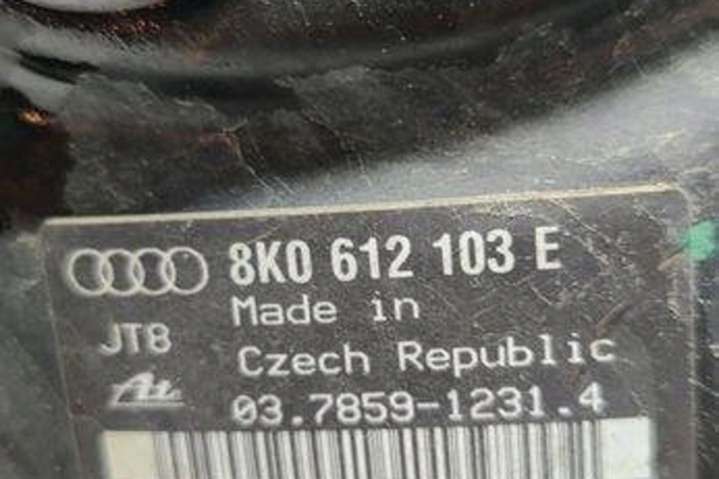 8K0 612 103 E
Made in
JT8
Czech Republic
03.7859-1231.4